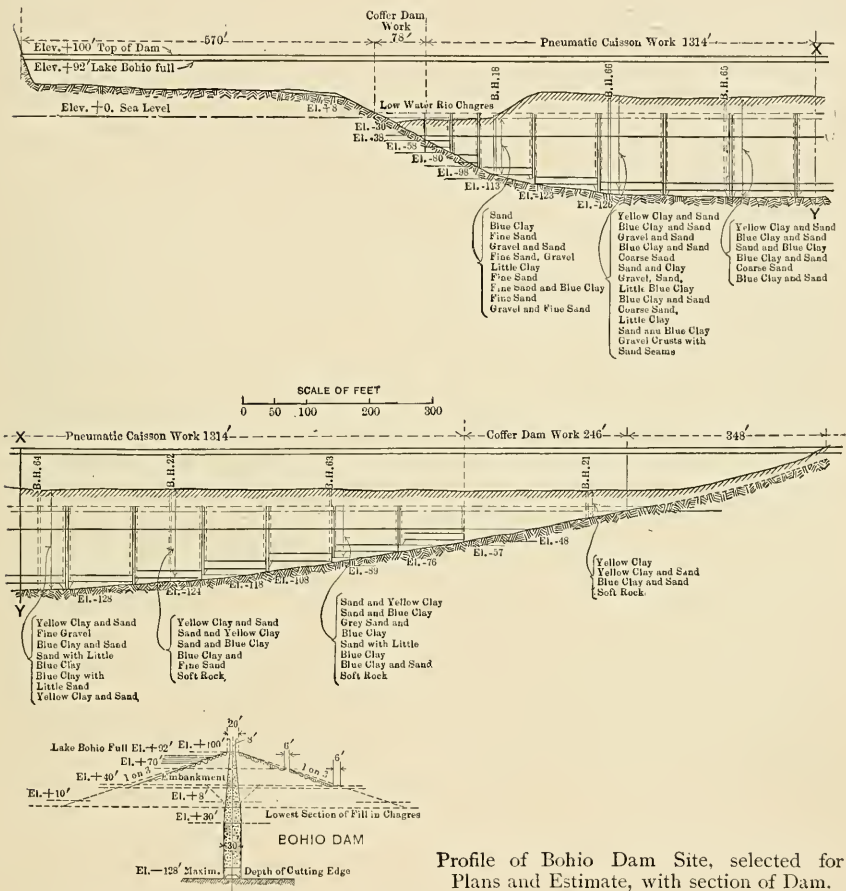 Coffer Dam
Work
570'
78'
Pneumatic Caisson Work 1314'
X
Elev.+100' Top of Dam
Elev.+92' Lake Bohio full
B.H.18
B.H.66
B.H.65
Elev.+0. Sea Level
El.+8'
Low Water Rio Chagres
El.-30
El.-38
El.-58
El.-80
El.-98
El.-113
El.-123
El.-126
Y
Sand
Blue Clay
Fine Sand
Gravel and Sand
Fine Sand, Gravel
Little Clay
Fine Sand
Fine Sand and Blue Clay
Fine Sand
Gravel and Fine Sand
Yellow Clay and Sand
Blue Clay and Sand
Gravel and Sand
Blue Clay and Sand
Coarse Sand
Sand and Clay
Gravel, Sand,
Little Blue Clay
Blue Clay and Sand
Coarse Sand,
Little Clay
Sand and Blue Clay
Gravel Crusts with
Sand Seams
Yellow Clay and Sand
Blue Clay and Sand
Sand and Blue Clay
Blue Clay and Sand
Coarse Sand
Blue Clay and Sand
SCALE OF FEET
0 50 100 200 300
X
Pneumatic Caisson Work 1314'
Coffer Dam Work 246'
348'
B.H.64
B.H.22
B.H.63
B.H.21
El.-128
El.-124
El.-118
El.-108
El.-89
El.-76
El.-57
El.-48
Y
Yellow Clay and Sand
Fine Gravel
Blue Clay and Sand
Sand with Little
Blue Clay
Blue Clay with
Little Sand
Yellow Clay and Sand,
Yellow Clay and Sand
Sand and Yellow Clay
Sand and Blue Clay
Blue Clay and
Fine Sand
Soft Rock,
Sand and Yellow Clay
Sand and Blue Clay
Grey Sand and
Blue Clay
Sand with Little
Blue Clay
Blue Clay and Sand
Soft Rock
Yellow Clay
Yellow Clay and Sand
Blue Clay and Sand
Soft Rock
20'
8'
Lake Bohio Full El.+92'
El.+100'
6'
El.+70'
1 on 3
1 on 3
6'
El.+40'
Embankment
El.+10'
El.+8'
Lowest Section of Fill in Chagres
El.+30'
BOHIO DAM
30
El.—128' Maxim. Depth of Cutting Edge
Profile of Bohio Dam Site, selected for
Plans and Estimate, with section of Dam.